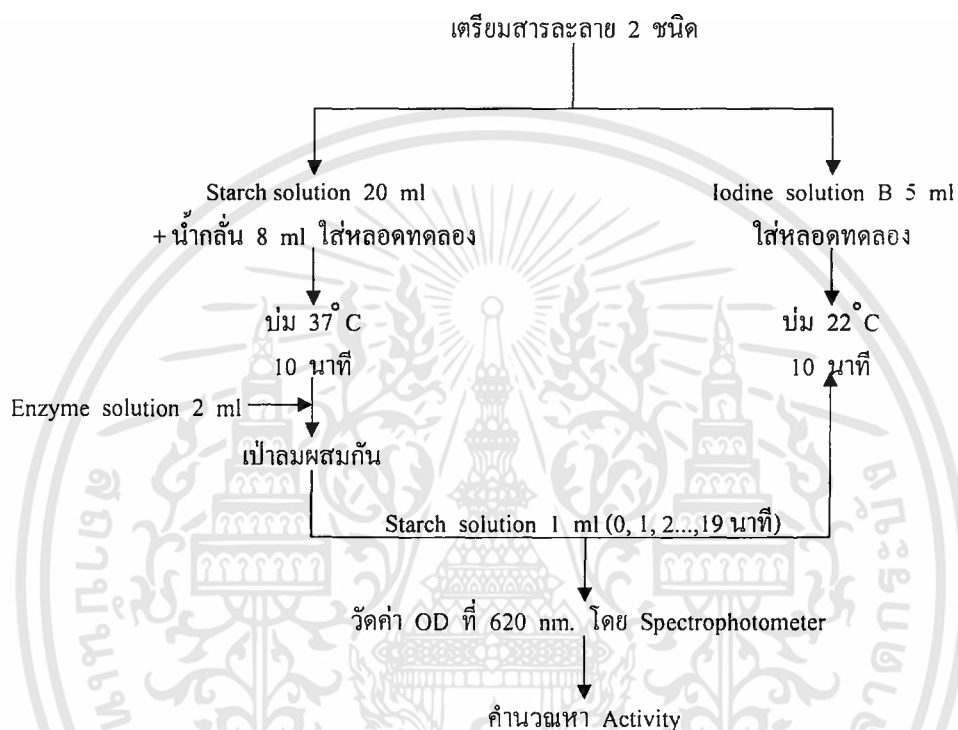 เตรียมสารละลาย 2 ชนิด
Starch solution 20 ml
+ น้ำกลั่น 8 ml ใส่หลอดทดลอง
Iodine solution B 5 ml
ใส่หลอดทดลอง
บ่ม 37°C
10 นาที
บ่ม 22°C
10 นาที
Enzyme solution 2 ml
เป่าลมผสมกัน
Starch solution 1 ml (0, 1, 2...,19 นาที)
วัดค่า OD ที่ 620 nm. โดย Spectrophotometer
คำนวณหา Activity